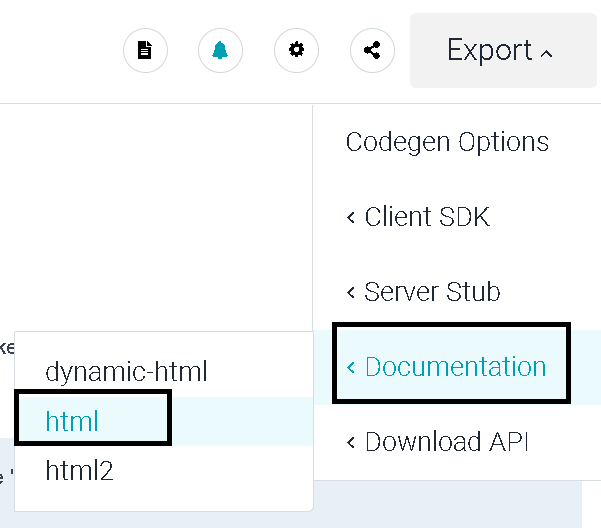 Export
Codegen Options
Client SDK
Server Stub
Documentation
Download API
dynamic-html
html
html2
ke
e '